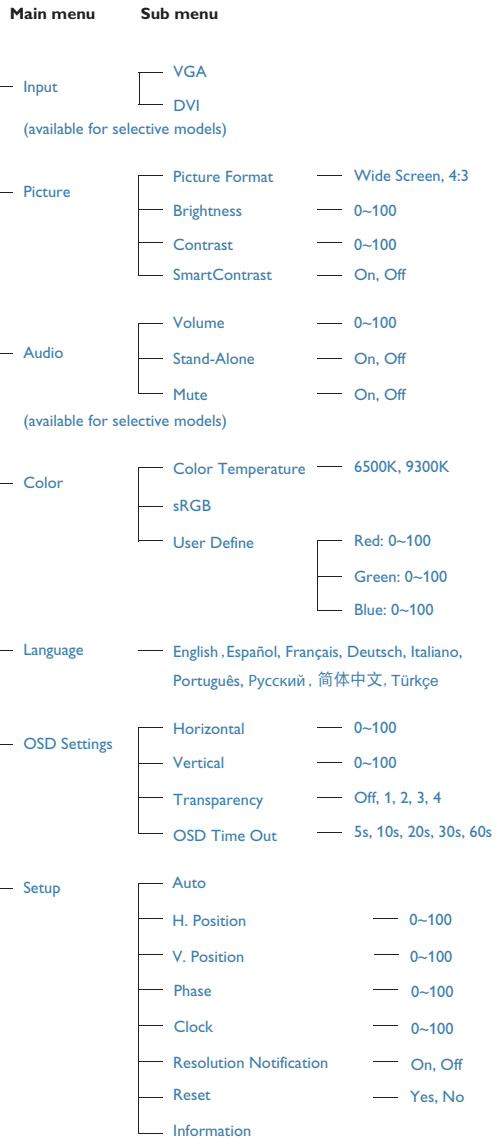 Main menu Sub menu
VGA
Input
DVI
(available for selective models)
Picture Format Wide Screen, 4:3
Picture
Brightness 0~100
Contrast 0~100
SmartContrast On, Off
Volume 0~100
Audio
Stand-Alone On, Off
Mute On, Off
(available for selective models)
Color Temperature 6500K, 9300K
Color
sRGB
User Define Red: 0~100
Green: 0~100
Blue: 0~100
Language English , Español, Français, Deutsch, Italiano,
Português, Русский , 简体中文, Türkçe
Horizontal 0~100
OSD Settings
Vertical 0~100
Transparency Off, 1, 2, 3, 4
OSD Time Out 5s, 10s, 20s, 30s, 60s
Setup Auto
H. Position 0~100
V. Position 0~100
Phase 0~100
Clock 0~100
Resolution Notification On, Off
Reset Yes, No
Information